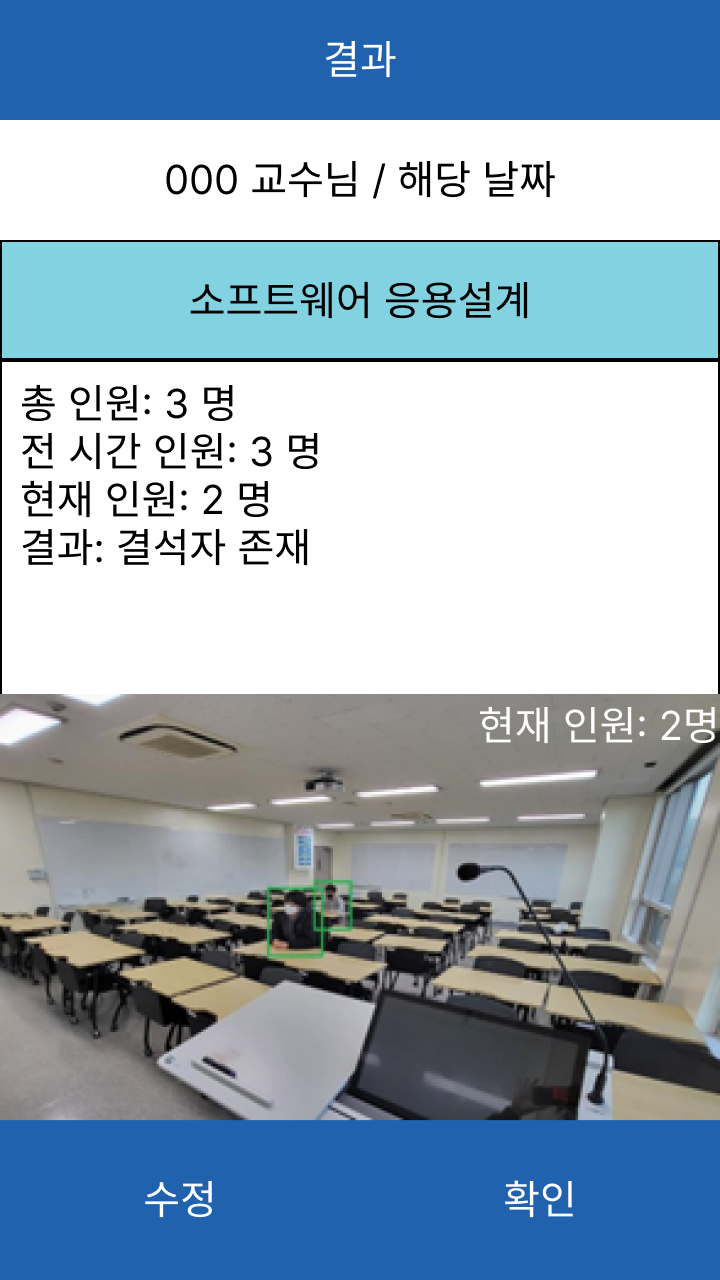 결과
000 교수님 / 해당 날짜
소프트웨어 응용설계
총 인원: 3 명
전 시간 인원: 3 명
현재 인원: 2 명
결과: 결석자 존재
현재 인원: 2명
수정
확인